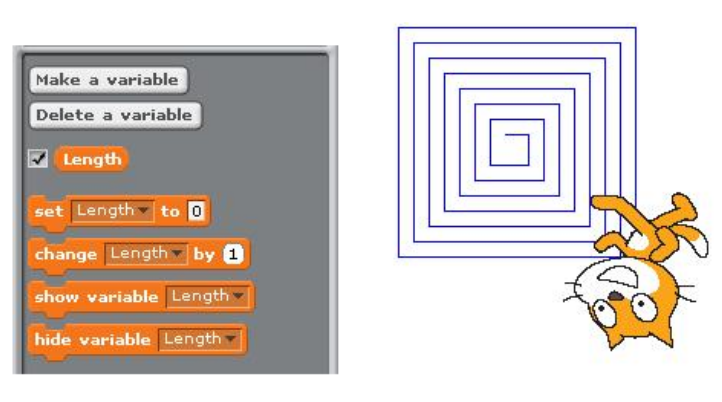 Make a variable
Delete a variable
Length
set Length to 0
change Length by 1
show variable Length
hide variable Length